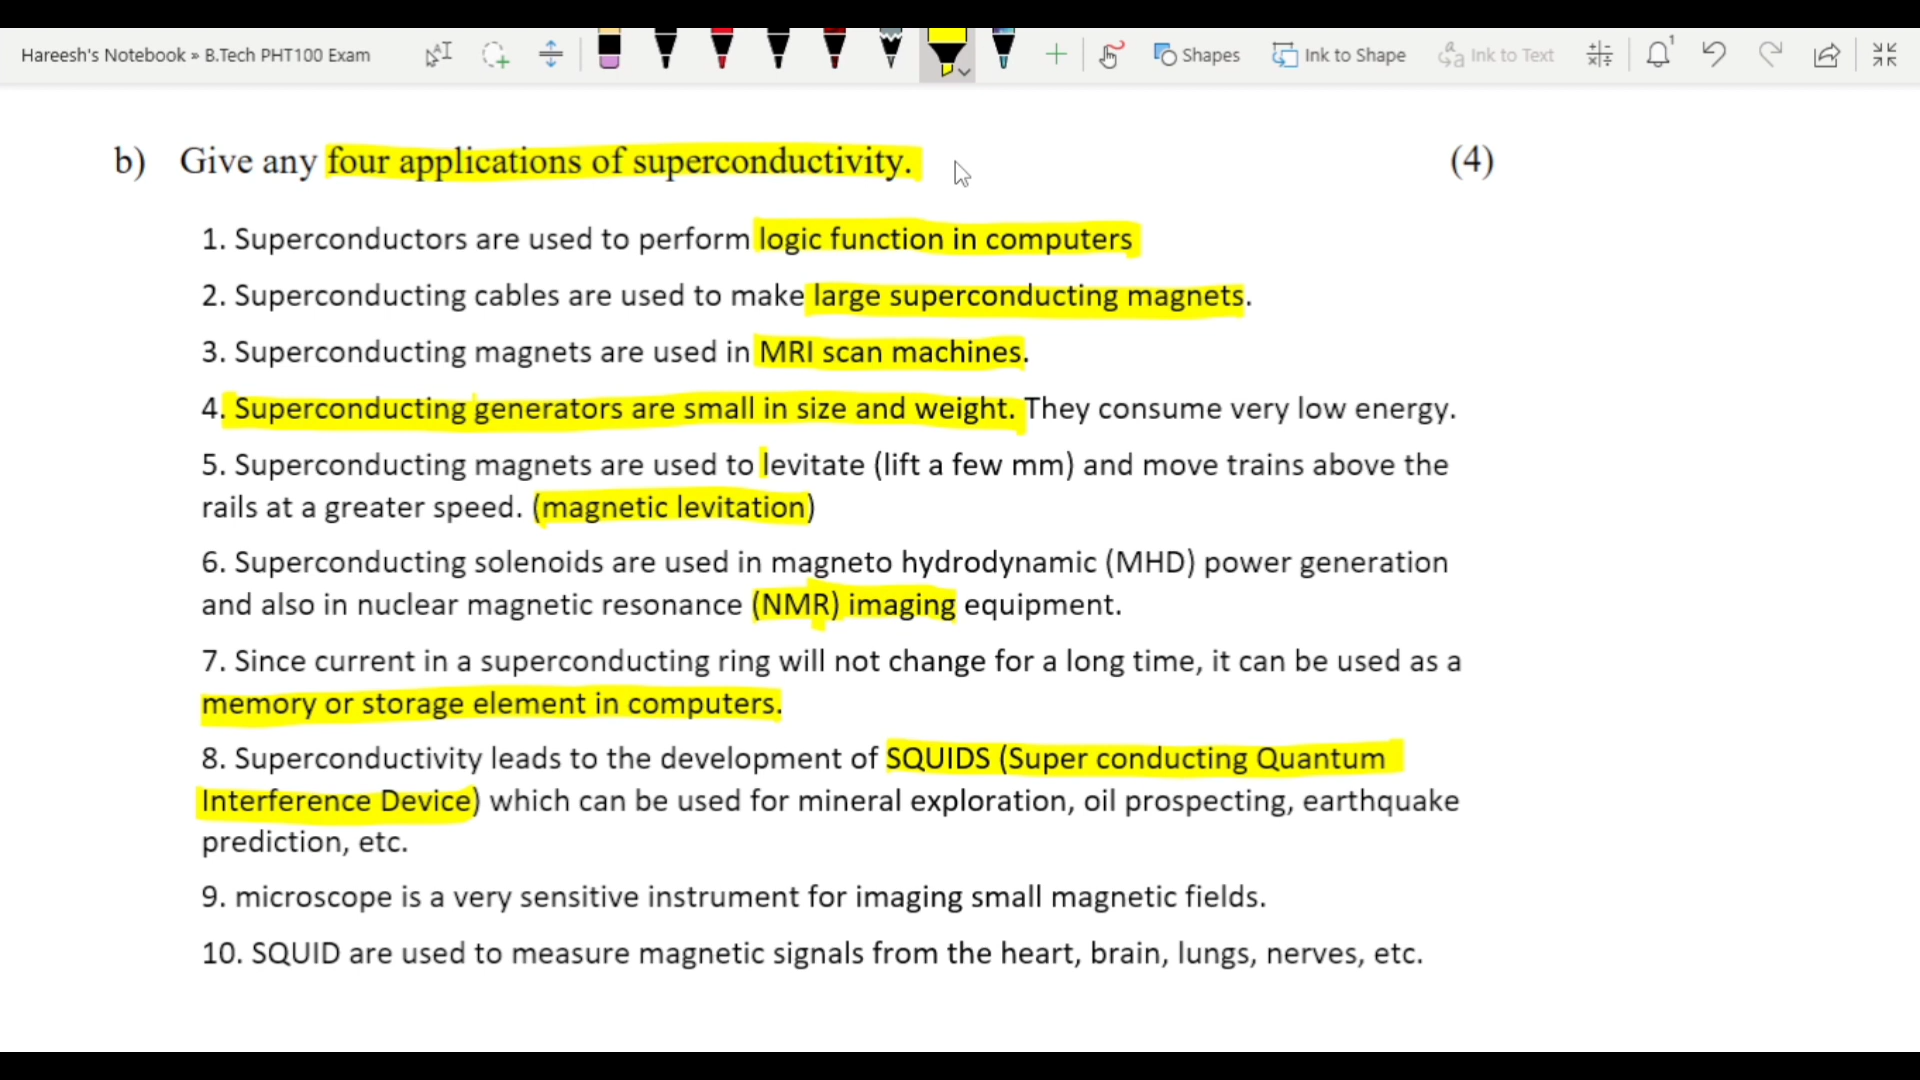 Hareesh's Notebook » B.Tech PHT100 Exam
Shapes
Ink to Shape
Ink to Text
1
b) Give any four applications of superconductivity. (4)
1. Superconductors are used to perform logic function in computers
2. Superconducting cables are used to make large superconducting magnets.
3. Superconducting magnets are used in MRI scan machines.
4. Superconducting generators are small in size and weight. They consume very low energy.
5. Superconducting magnets are used to levitate (lift a few mm) and move trains above the
rails at a greater speed. (magnetic levitation)
6. Superconducting solenoids are used in magneto hydrodynamic (MHD) power generation
and also in nuclear magnetic resonance (NMR) imaging equipment.
7. Since current in a superconducting ring will not change for a long time, it can be used as a
memory or storage element in computers.
8. Superconductivity leads to the development of SQUIDS (Super conducting Quantum
Interference Device) which can be used for mineral exploration, oil prospecting, earthquake
prediction, etc.
9. microscope is a very sensitive instrument for imaging small magnetic fields.
10. SQUID are used to measure magnetic signals from the heart, brain, lungs, nerves, etc.